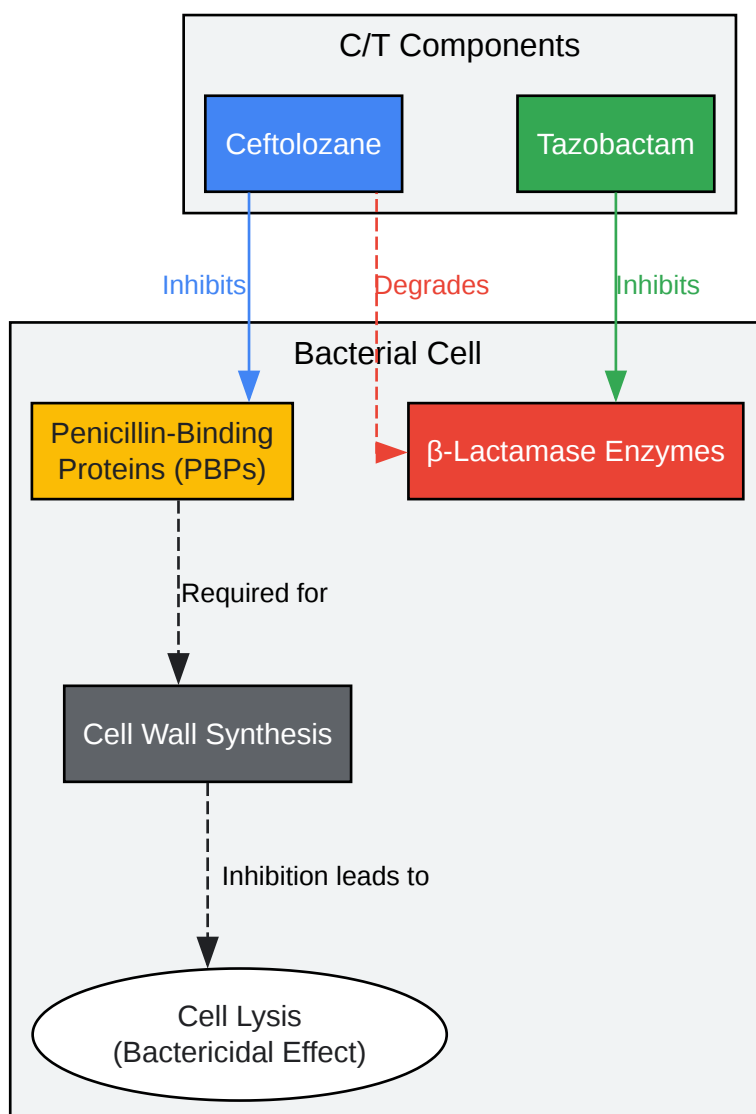 C/T Components
Ceftolozane
Tazobactam
Inhibits
Degrades
Inhibits
Bacterial Cell
Penicillin-Binding
Proteins (PBPs)
β-Lactamase Enzymes
Required for
Cell Wall Synthesis
Inhibition leads to
Cell Lysis
(Bactericidal Effect)